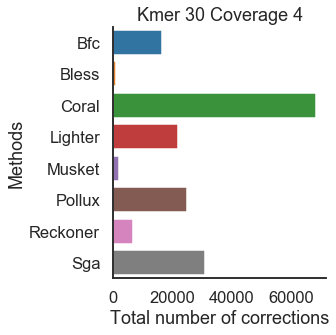 Kmer 30 Coverage 4
Methods
Bfc
Bless
Coral
Lighter
Musket
Pollux
Reckoner
Sga
0 20000 40000 60000
Total number of corrections